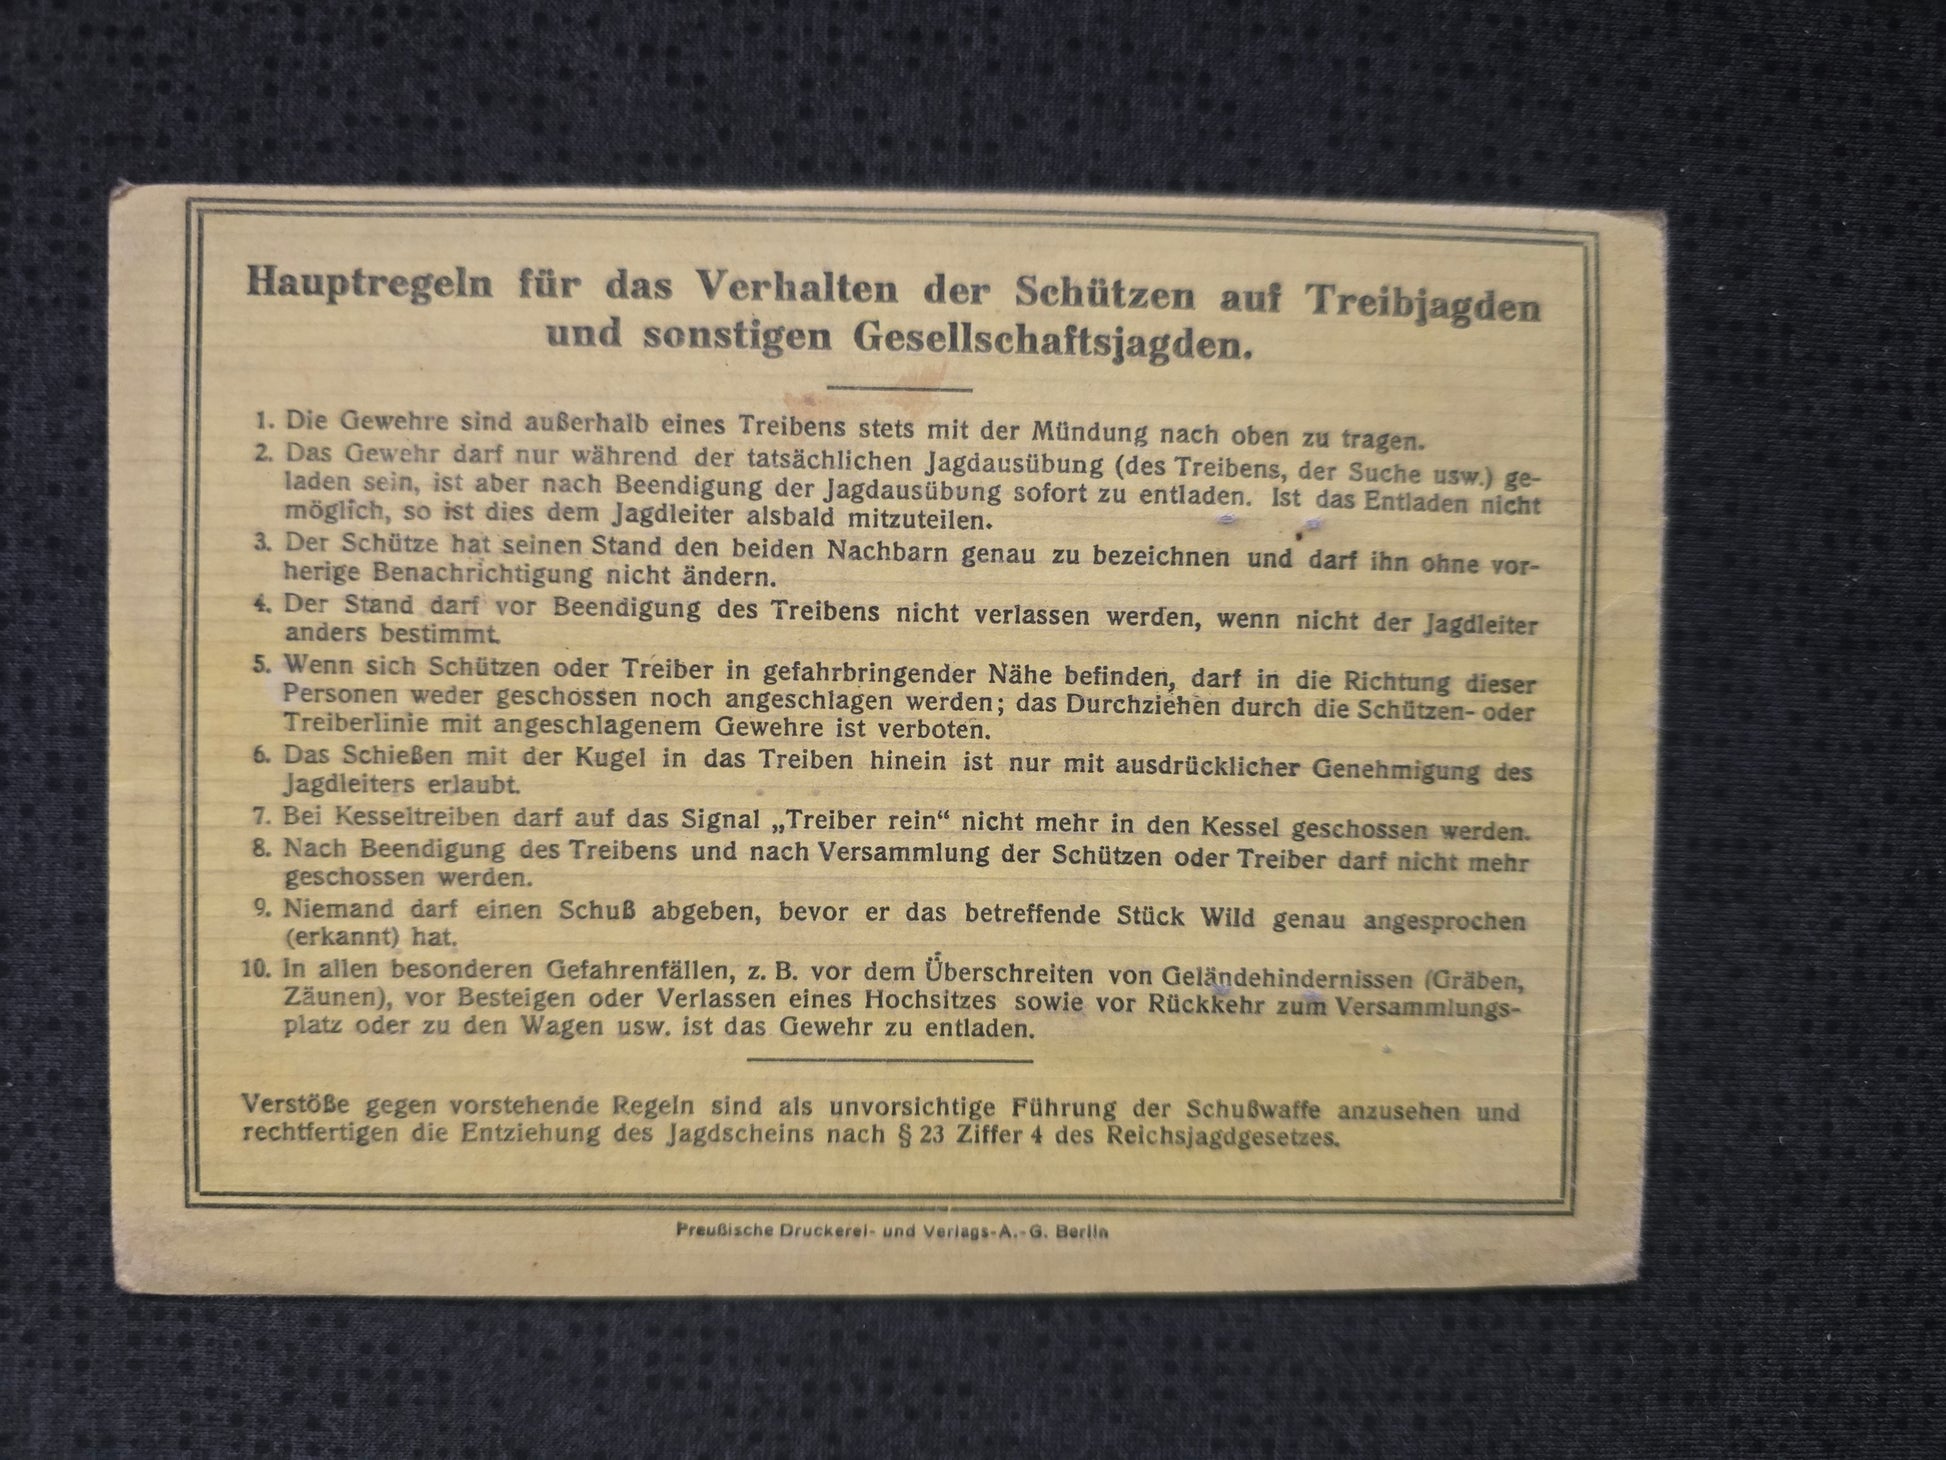 Hauptregeln für das Verhalten der Schützen auf Treibjagden
und sonstigen Gesellschaftsjagden.
1. Die Gewehre sind außerhalb eines Treibens stets mit der Mündung nach oben zu tragen.
2. Das Gewehr darf nur während der tatsächlichen Jagdausübung (des Treibens, der Suche usw.) ge-
laden sein, ist aber nach Beendigung der Jagdausübung sofort zu entladen. Ist das Entladen nicht
möglich, so ist dies dem Jagdleiter alsbald mitzuteilen.
3. Der Schütze hat seinen Stand den beiden Nachbarn genau zu bezeichnen und darf ihn ohne vor-
herige Benachrichtigung nicht ändern.
4. Der Stand darf vor Beendigung des Treibens nicht verlassen werden, wenn nicht der Jagdleiter
anders bestimmt.
5. Wenn sich Schützen oder Treiber in gefahrbringender Nähe befinden, darf in die Richtung dieser
Personen weder geschossen noch angeschlagen werden; das Durchziehen durch die Schützen- oder
Treiberlinie mit angeschlagenem Gewehre ist verboten.
6. Das Schießen mit der Kugel in das Treiben hinein ist nur mit ausdrücklicher Genehmigung des
Jagdleiters erlaubt.
7. Bei Kesseltreiben darf auf das Signal „Treiber rein“ nicht mehr in den Kessel geschossen werden.
8. Nach Beendigung des Treibens und nach Versammlung der Schützen oder Treiber darf nicht mehr
geschossen werden.
9. Niemand darf einen Schuß abgeben, bevor er das betreffende Stück Wild genau angesprochen
(erkannt) hat.
10. In allen besonderen Gefahrenfällen, z. B. vor dem Überschreiten von Geländehindernissen (Gräben,
Zäunen), vor Besteigen oder Verlassen eines Hochsitzes sowie vor Rückkehr zum Versammlungs-
platz oder zu den Wagen usw. ist das Gewehr zu entladen.
Verstöße gegen vorstehende Regeln sind als unvorsichtige Führung der Schußwaffe anzusehen und
rechtfertigen die Entziehung des Jagdscheins nach § 23 Ziffer 4 des Reichsjagdgesetzes.
Preußische Druckerei- und Verlags-A.-G. Berlin